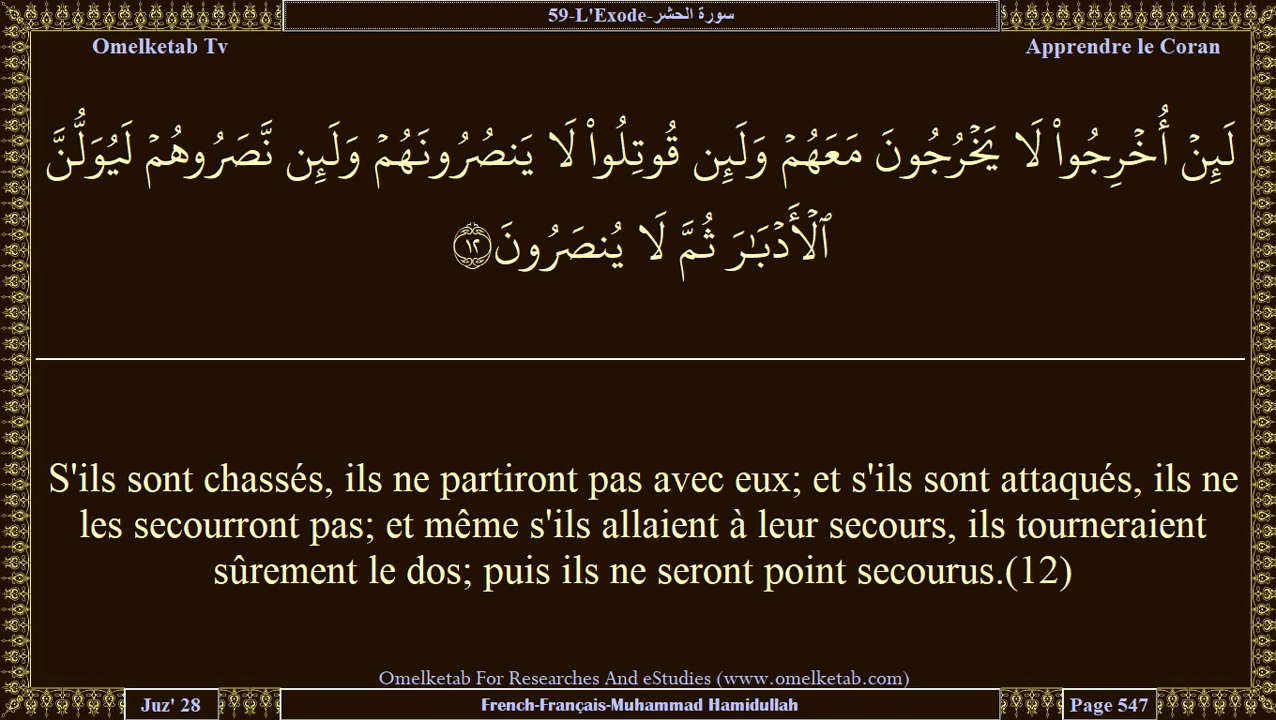 59-L'Exode-سورة الحشر
Omelketab Tv
Apprendre le Coran
لَئِنْ أُخْرِجُوا۟ لَا يَخْرُجُونَ مَعَهُمْ وَلَئِن قُوتِلُوا۟ لَا يَنصُرُونَهُمْ وَلَئِن نَّصَرُوهُمْ لَيُوَلُّنَّ
ٱلْأَدْبَـٰرَ ثُمَّ لَا يُنصَرُونَ ١٢
S'ils sont chassés, ils ne partiront pas avec eux; et s'ils sont attaqués, ils ne
les secourront pas; et même s'ils allaient à leur secours, ils tourneraient
sûrement le dos; puis ils ne seront point secourus.(12)
Omelketab For Researches And eStudies (www.omelketab.com)
Juz' 28
French-Français-Muhammad Hamidullah
Page 547